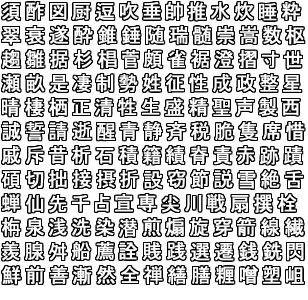 須酢図厨逗吹垂帥推水炊睡粋
翠衰遂酔錐錘随瑞髄崇嵩数枢
趨雛据杉椙菅頗雀裾澄摺寸世
瀬畝是凄制勢姓征性成政整星
晴棲栖正清牲生盛精聖声製西
誠誓請逝醒青静斉税脆隻席惜
戚斥昔析石積籍績脊責赤跡蹟
碩切拙接摂折設窃節説雪絶舌
蝉仙先千占宣専尖川戦扇撰栓
栴泉浅洗染潜煎煽旋穿箭線繊
羨腺舛船薦詮賎践選遷銭銑閃
鮮前善漸然全禅繕膳糎噌塑岨